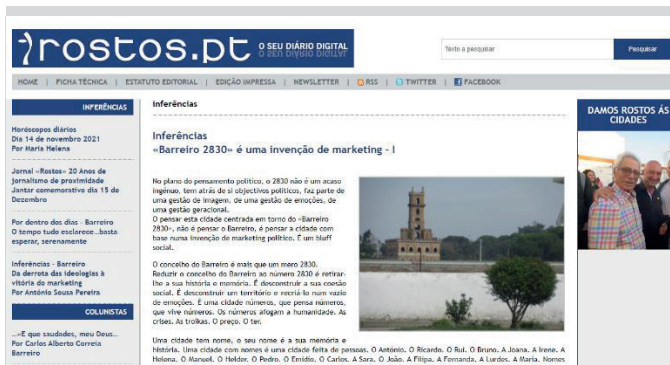 rostos.pt
O SEU DIÁRIO DIGITAL
Texto a pesquisar
Pesquisar
HOME | FICHA TÉCNICA | ESTATUTO EDITORIAL | EDIÇÃO IMPRESSA | NEWSLETTER | RSS | TWITTER | FACEBOOK
INFERÊNCIAS
Horóscopos diários
Dia 14 de novembro 2021
Por Maria Helena
Jornal «Rostos» 20 Anos de
jornalismo de proximidade
Jantar comemorativo dia 15 de
Dezembro
Por dentro dos dias - Barreiro
O tempo tudo esclarece...basta
esperar, serenamente
Inferências - Barreiro
Da derrota das ideologias à
vitória do marketing
Por António Sousa Pereira
COLUNISTAS
...«E que saudades, meu Deus...
Por Carlos Alberto Correia
Barreiro
inferências
Inferências
«Barreiro 2830» é uma invenção de marketing - I
No plano do pensamento político, o 2830 não é um acaso
ingénuo, tem atrás de si objectivos políticos, faz parte de
uma gestão de imagem, de uma gestão de emoções, de
uma gestão geracional.
O pensar esta cidade centrada em torno do «Barreiro
2830», não é pensar o Barreiro, é pensar a cidade com
base numa invenção de marketing político. É um bluff
social.
O concelho do Barreiro é mais que um mero 2830.
Reduzir o concelho do Barreiro ao número 2830 é retirar-
lhe a sua história e memória. É desconstruir a sua coesão
social. É desconstruir um território e recriá-lo num vazio
de emoções. É uma cidade números, que pensa números,
que vive números. Os números afogam a humanidade. As
crises. As troikas. O preço. O ter.
Uma cidade tem nome, o seu nome é a sua memória e
história. Uma cidade com nomes é uma cidade feita de pessoas. O António. O Ricardo. O Rui. O Bruno. A Joana. A Irene. A
Helena. O Manuel. O Helder. O Pedro. O Emídio, O Carlos. A Sara. O João. A Filipa. A Fernanda. A Lurdes. A Maria. Nomes
DAMOS ROSTOS ÀS
CIDADES